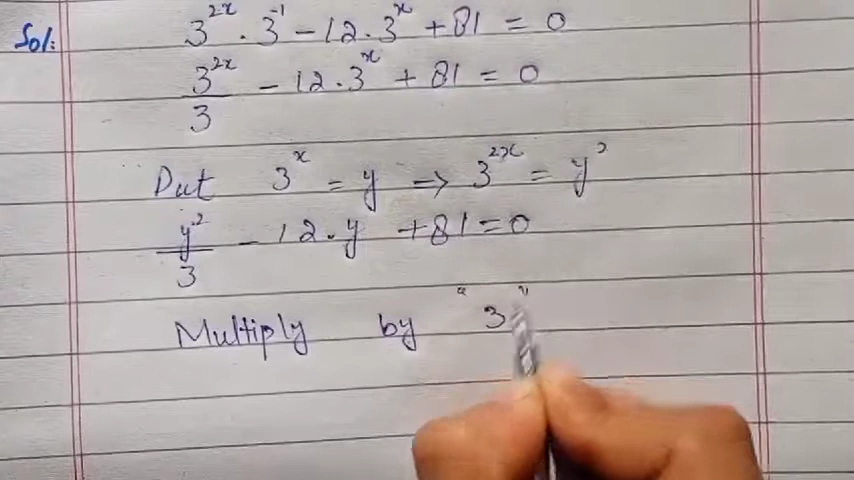 Sol: 3^{2x} · 3^{-1} - 12 · 3^{x} + 81 = 0
3^{2x}/3 - 12 · 3^{x} + 81 = 0
Put 3^{x} = y ⇒ 3^{2x} = y^{2}
y^{2}/3 - 12 · y + 81 = 0
Multiply by "3"